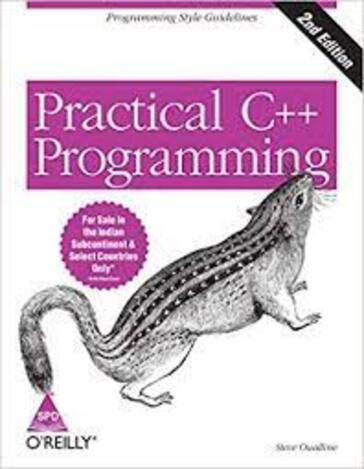 Programming Style Guidelines
2nd Edition
Practical C++
Programming
For Sale in
the Indian
Subcontinent &
Select Countries
Only*
SPD
O'REILLY®
Steve Oualline